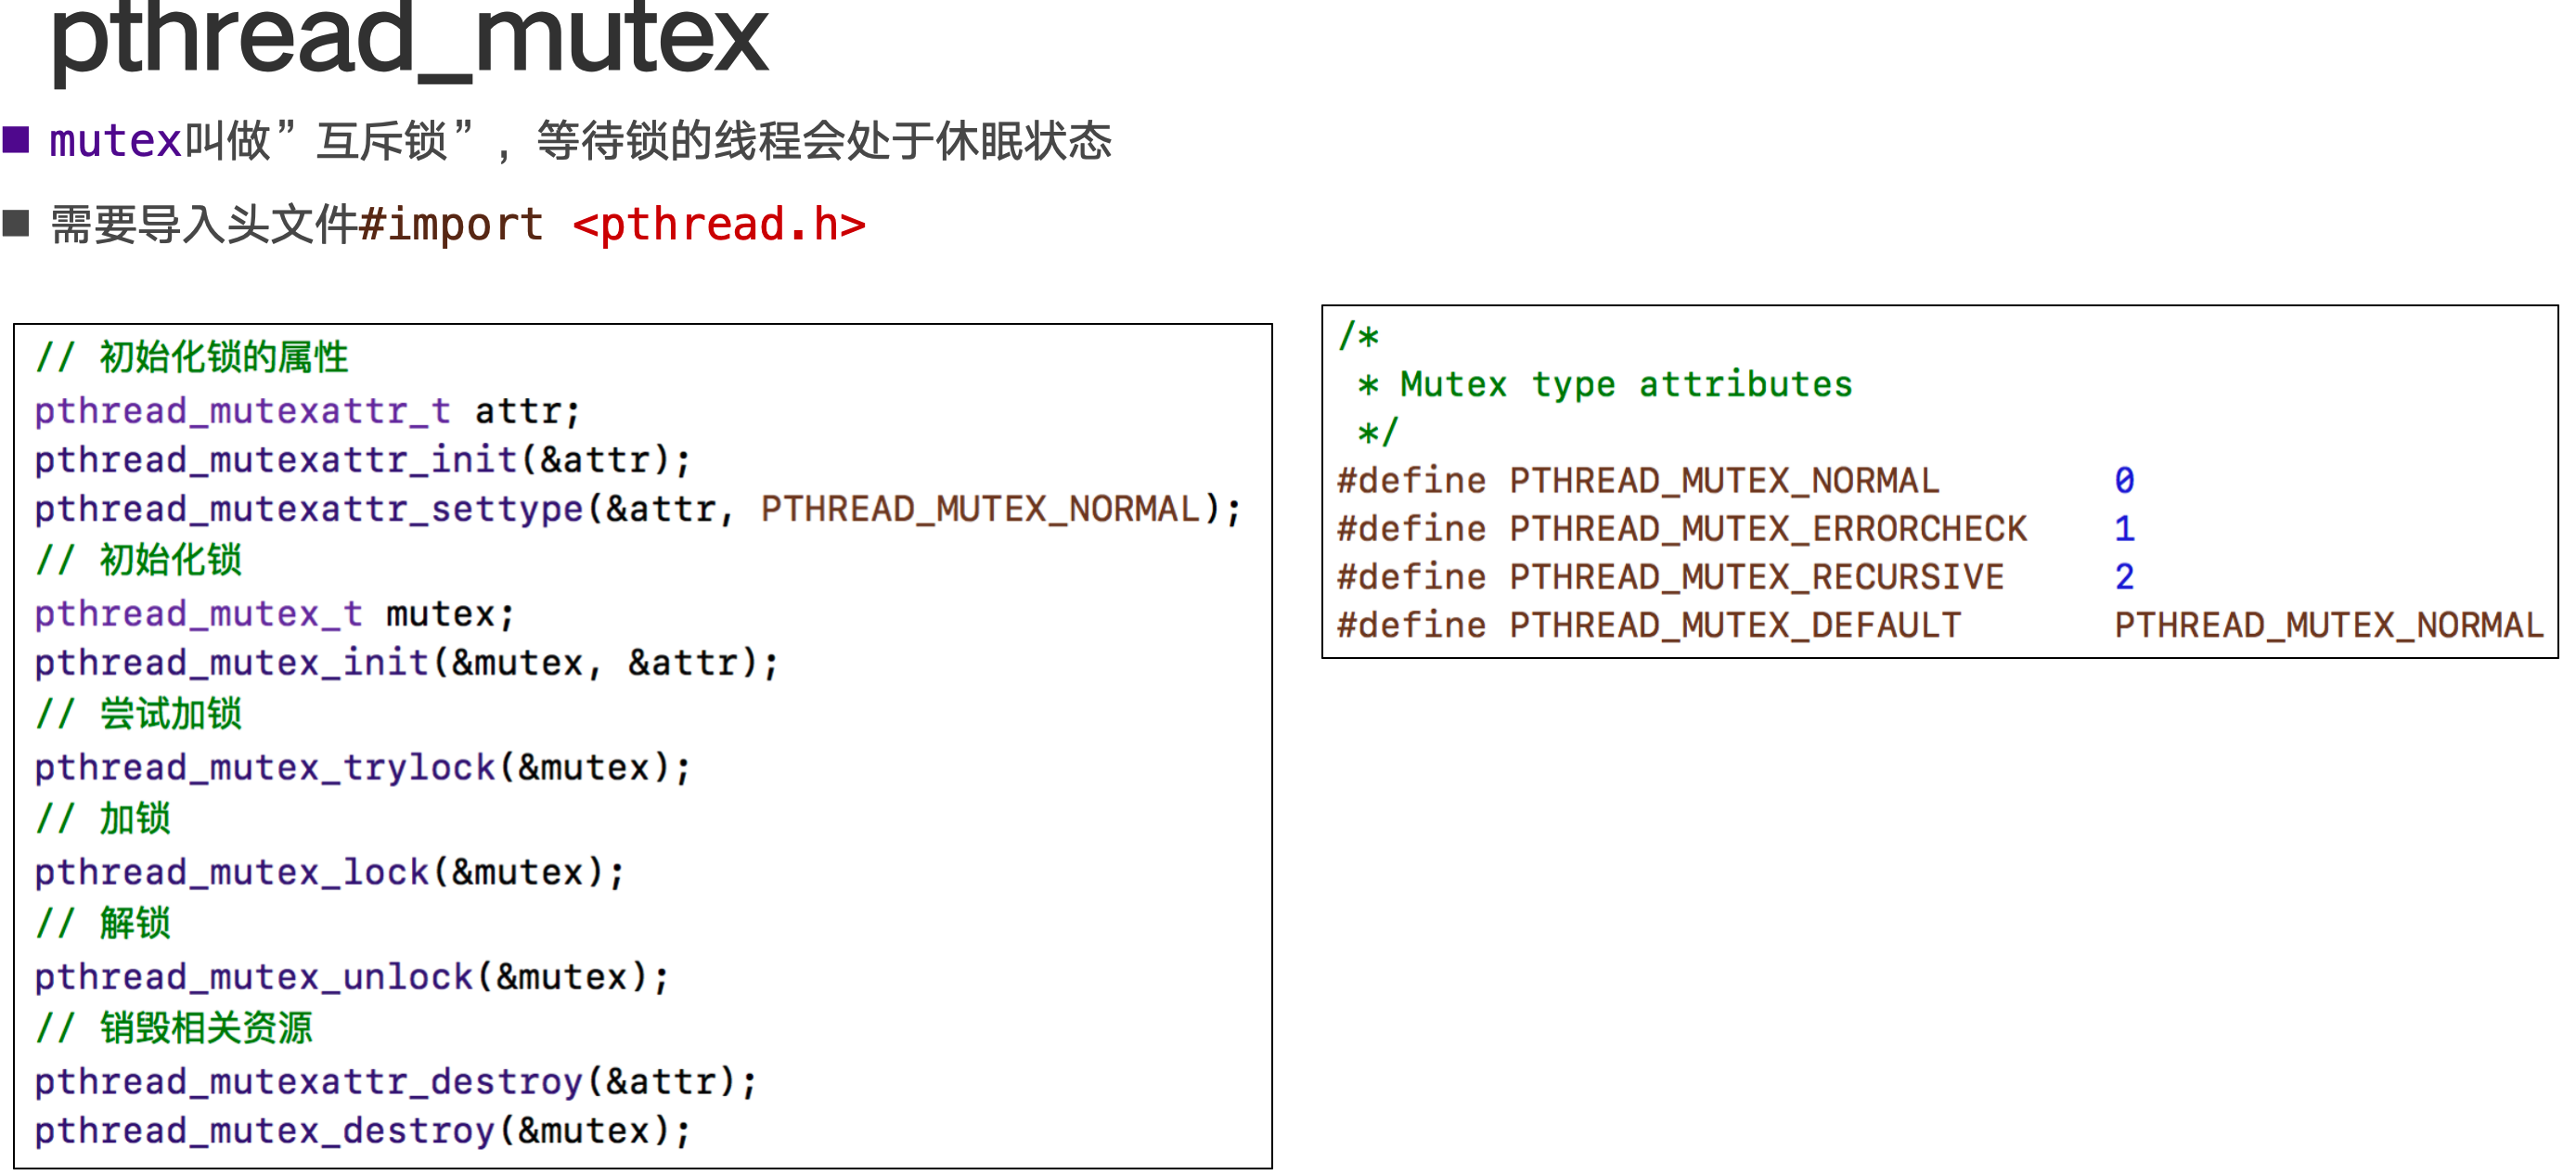 pthread_mutex
mutex叫做”互斥锁”，等待锁的线程会处于休眠状态
需要导入头文件#import <pthread.h>
// 初始化锁的属性
pthread_mutexattr_t attr;
pthread_mutexattr_init(&attr);
pthread_mutexattr_settype(&attr, PTHREAD_MUTEX_NORMAL);
// 初始化锁
pthread_mutex_t mutex;
pthread_mutex_init(&mutex, &attr);
// 尝试加锁
pthread_mutex_trylock(&mutex);
// 加锁
pthread_mutex_lock(&mutex);
// 解锁
pthread_mutex_unlock(&mutex);
// 销毁相关资源
pthread_mutexattr_destroy(&attr);
pthread_mutex_destroy(&mutex);
/*
 * Mutex type attributes
 */
#define PTHREAD_MUTEX_NORMAL 0
#define PTHREAD_MUTEX_ERRORCHECK 1
#define PTHREAD_MUTEX_RECURSIVE 2
#define PTHREAD_MUTEX_DEFAULT PTHREAD_MUTEX_NORMAL